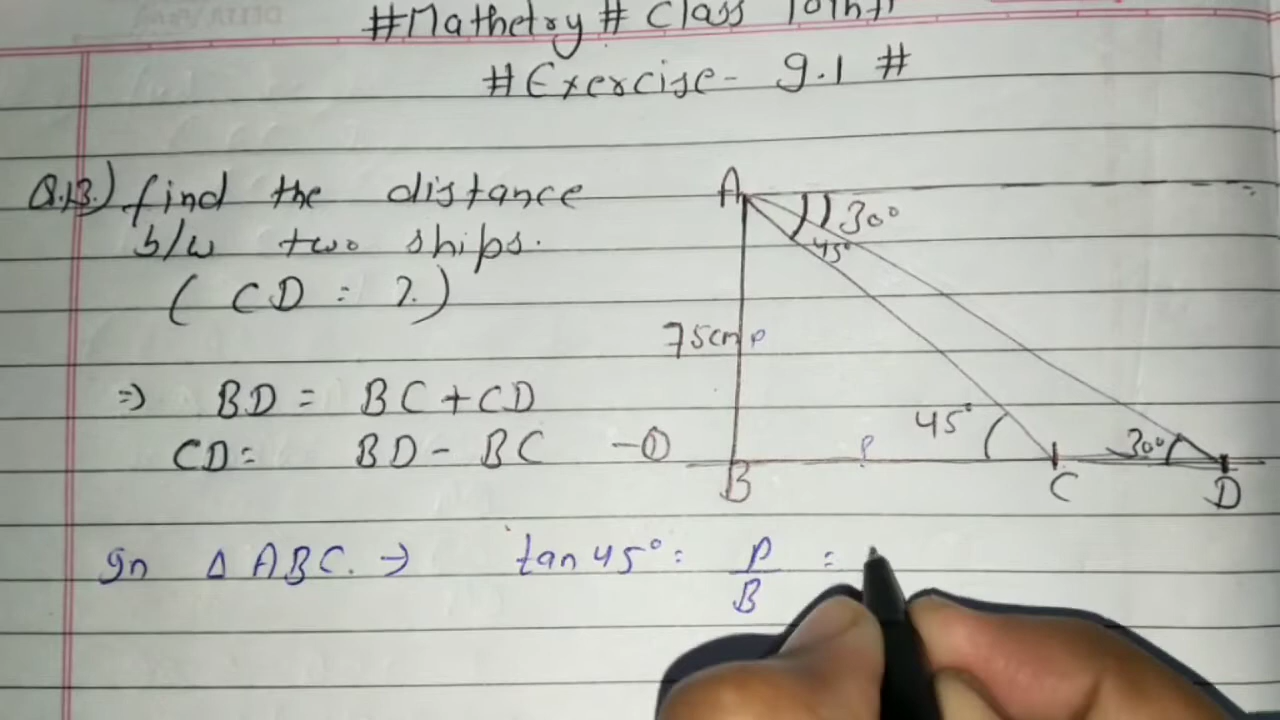 #Mathetry# Class 10th#
#Exercise- 9.1 #
Q.13.) find the distance
b/w two ships.
( CD = ?.)
⇒ BD = BC + CD
CD = BD - BC -①
A
30°
45°
75cm P
45°
30°
B
C
D
In Δ ABC. → tan 45° = P/B =